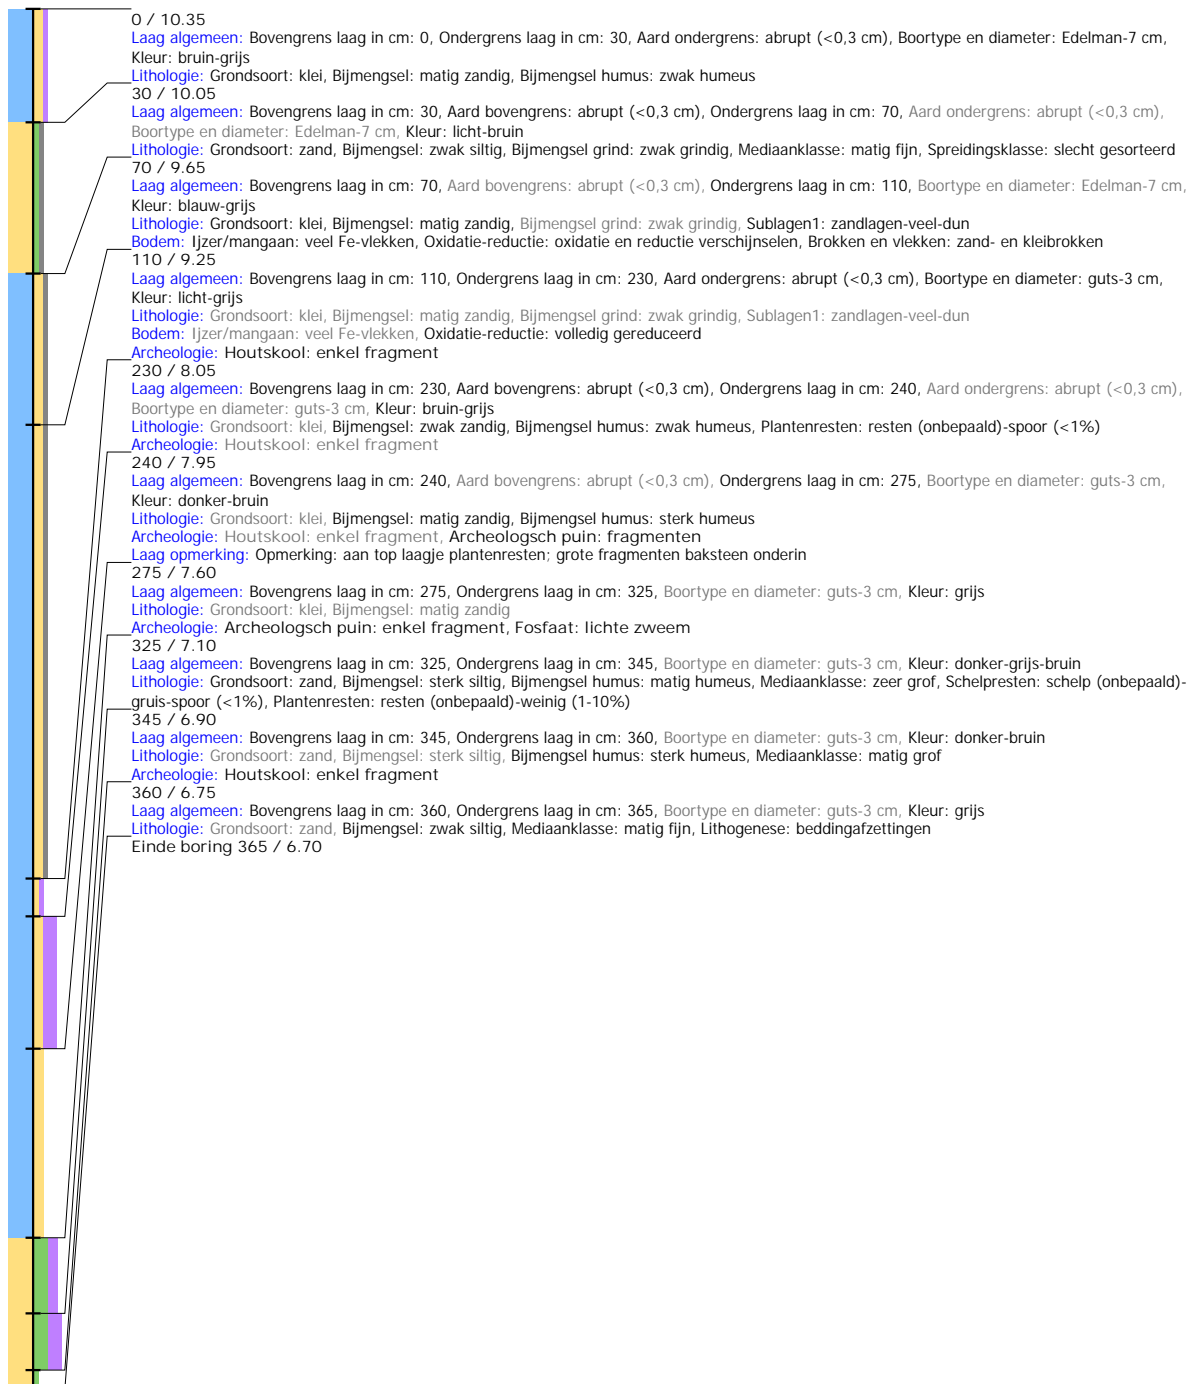 0 / 10.35
Laag algemeen: Bovengrens laag in cm: 0, Ondergrens laag in cm: 30, Aard ondergrens: abrupt (<0,3 cm), Boortype en diameter: Edelman-7 cm,
Kleur: bruin-grijs
Lithologie: Grondsoort: klei, Bijmengsel: matig zandig, Bijmengsel humus: zwak humeus
30 / 10.05
Laag algemeen: Bovengrens laag in cm: 30, Aard bovengrens: abrupt (<0,3 cm), Ondergrens laag in cm: 70, Aard ondergrens: abrupt (<0,3 cm),
Boortype en diameter: Edelman-7 cm, Kleur: licht-bruin
Lithologie: Grondsoort: zand, Bijmengsel: zwak siltig, Bijmengsel grind: zwak grindig, Mediaanklasse: matig fijn, Spreidingsklasse: slecht gesorteerd
70 / 9.65
Laag algemeen: Bovengrens laag in cm: 70, Aard bovengrens: abrupt (<0,3 cm), Ondergrens laag in cm: 110, Boortype en diameter: Edelman-7 cm,
Kleur: blauw-grijs
Lithologie: Grondsoort: klei, Bijmengsel: matig zandig, Bijmengsel grind: zwak grindig, Sublagen1: zandlagen-veel-dun
Bodem: Ijzer/mangaan: veel Fe-vlekken, Oxidatie-reductie: oxidatie en reductie verschijnselen, Brokken en vlekken: zand- en kleibrokken
110 / 9.25
Laag algemeen: Bovengrens laag in cm: 110, Ondergrens laag in cm: 230, Aard ondergrens: abrupt (<0,3 cm), Boortype en diameter: guts-3 cm,
Kleur: licht-grijs
Lithologie: Grondsoort: klei, Bijmengsel: matig zandig, Bijmengsel grind: zwak grindig, Sublagen1: zandlagen-veel-dun
Bodem: Ijzer/mangaan: veel Fe-vlekken, Oxidatie-reductie: volledig gereduceerd
Archeologie: Houtskool: enkel fragment
230 / 8.05
Laag algemeen: Bovengrens laag in cm: 230, Aard bovengrens: abrupt (<0,3 cm), Ondergrens laag in cm: 240, Aard ondergrens: abrupt (<0,3 cm),
Boortype en diameter: guts-3 cm, Kleur: bruin-grijs
Lithologie: Grondsoort: klei, Bijmengsel: zwak zandig, Bijmengsel humus: zwak humeus, Plantenresten: resten (onbepaald)-spoor (<1%)
Archeologie: Houtskool: enkel fragment
240 / 7.95
Laag algemeen: Bovengrens laag in cm: 240, Aard bovengrens: abrupt (<0,3 cm), Ondergrens laag in cm: 275, Boortype en diameter: guts-3 cm,
Kleur: donker-bruin
Lithologie: Grondsoort: klei, Bijmengsel: matig zandig, Bijmengsel humus: sterk humeus
Archeologie: Houtskool: enkel fragment, Archeologsch puin: fragmenten
Laag opmerking: Opmerking: aan top laagje plantenresten; grote fragmenten baksteen onderin
275 / 7.60
Laag algemeen: Bovengrens laag in cm: 275, Ondergrens laag in cm: 325, Boortype en diameter: guts-3 cm, Kleur: grijs
Lithologie: Grondsoort: klei, Bijmengsel: matig zandig
Archeologie: Archeologsch puin: enkel fragment, Fosfaat: lichte zweem
325 / 7.10
Laag algemeen: Bovengrens laag in cm: 325, Ondergrens laag in cm: 345, Boortype en diameter: guts-3 cm, Kleur: donker-grijs-bruin
Lithologie: Grondsoort: zand, Bijmengsel: sterk siltig, Bijmengsel humus: matig humeus, Mediaanklasse: zeer grof, Schelpresten: schelp (onbepaald)-
gruis-spoor (<1%), Plantenresten: resten (onbepaald)-weinig (1-10%)
345 / 6.90
Laag algemeen: Bovengrens laag in cm: 345, Ondergrens laag in cm: 360, Boortype en diameter: guts-3 cm, Kleur: donker-bruin
Lithologie: Grondsoort: zand, Bijmengsel: sterk siltig, Bijmengsel humus: sterk humeus, Mediaanklasse: matig grof
Archeologie: Houtskool: enkel fragment
360 / 6.75
Laag algemeen: Bovengrens laag in cm: 360, Ondergrens laag in cm: 365, Boortype en diameter: guts-3 cm, Kleur: grijs
Lithologie: Grondsoort: zand, Bijmengsel: zwak siltig, Mediaanklasse: matig fijn, Lithogenese: beddingafzettingen
Einde boring 365 / 6.70